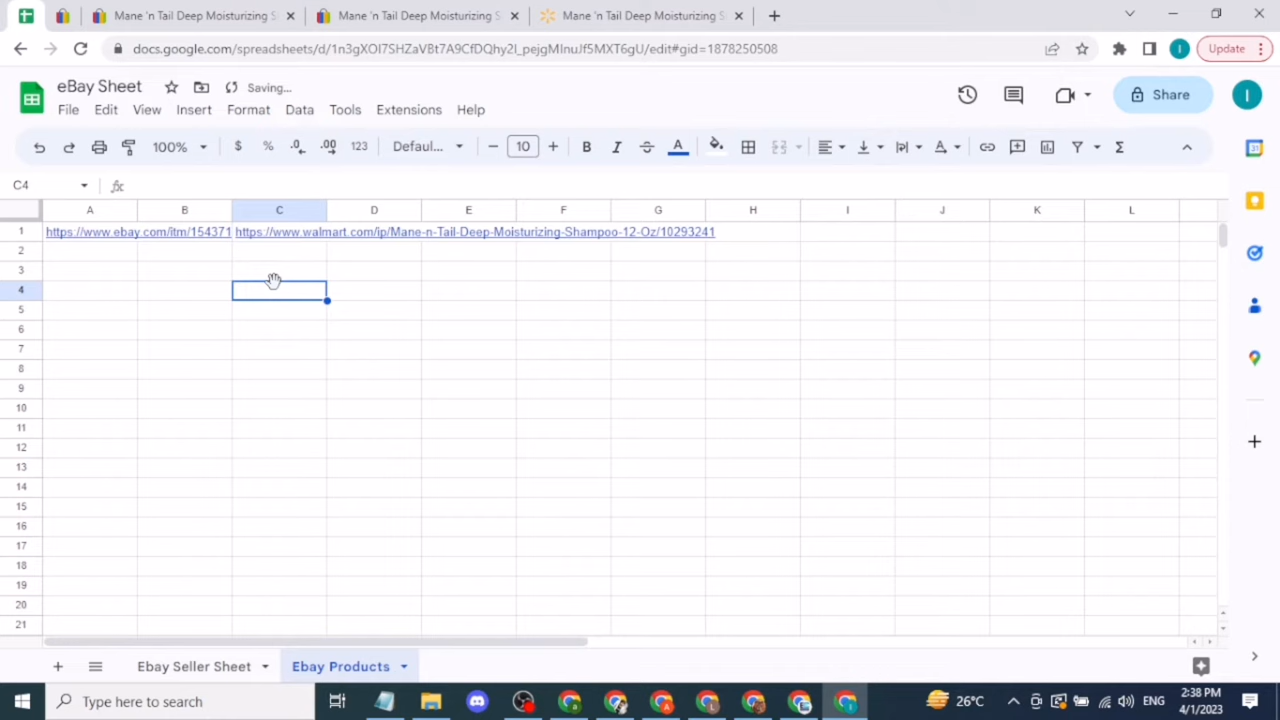 Mane 'n Tail Deep Moisturizing S
Mane 'n Tail Deep Moisturizing S
Mane 'n Tail Deep Moisturizing S
docs.google.com/spreadsheets/d/1n3gXOI7SHZaVBt7A9CfDQhy2l_pejgMInuJf5MXT6gU/edit#gid=1878250508
I
Update
eBay Sheet
Saving...
File Edit View Insert Format Data Tools Extensions Help
Share
I
100% $ % .0 .00 123 Defaul... 10 B I A Σ
C4 fx
A B C D E F G H I J K L
1 https://www.ebay.com/itm/154371 https://www.walmart.com/ip/Mane-n-Tail-Deep-Moisturizing-Shampoo-12-Oz/10293241
2
3
4
5
6
7
8
9
10
11
12
13
14
15
16
17
18
19
20
21
31
Ebay Seller Sheet Ebay Products
Type here to search
26°C
ENG
2:38 PM
4/1/2023